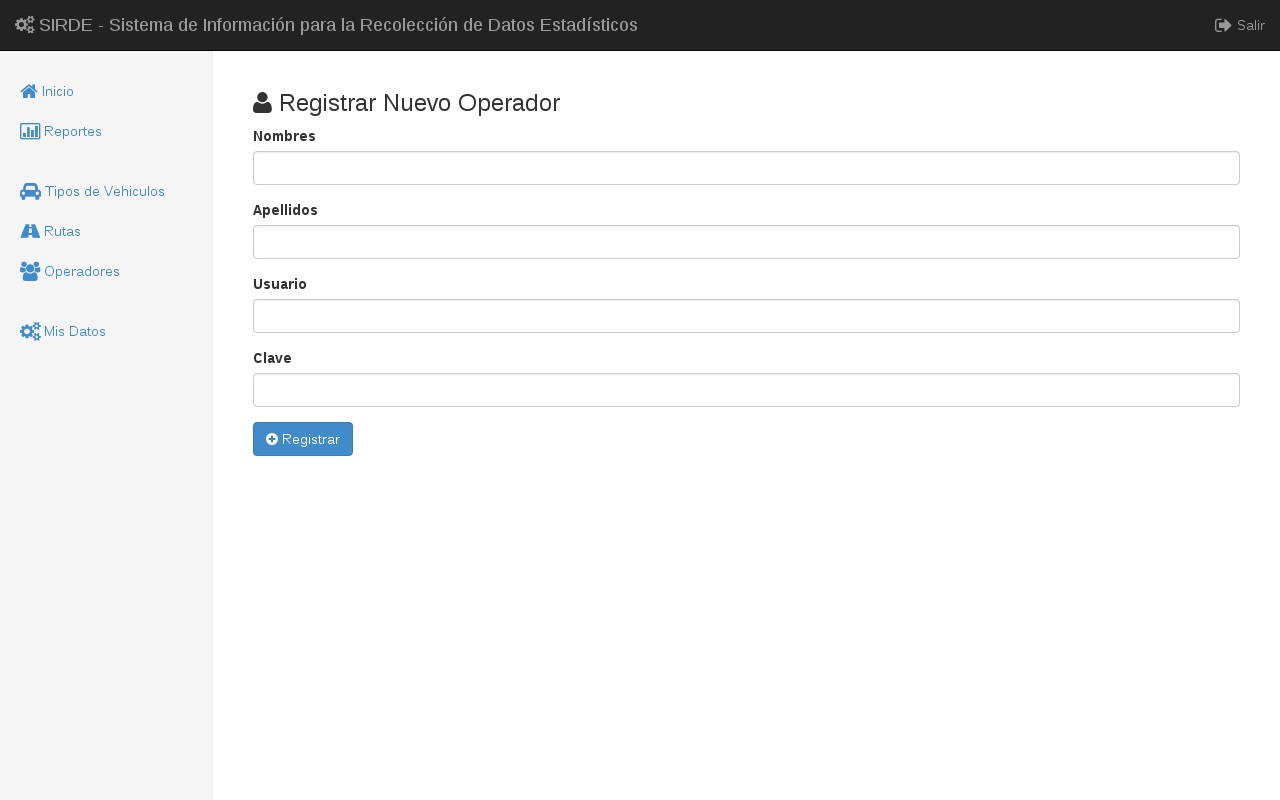 SIRDE - Sistema de Información para la Recolección de Datos Estadísticos
Salir
Inicio
Reportes
Tipos de Vehiculos
Rutas
Operadores
Mis Datos
Registrar Nuevo Operador
Nombres
Apellidos
Usuario
Clave
Registrar